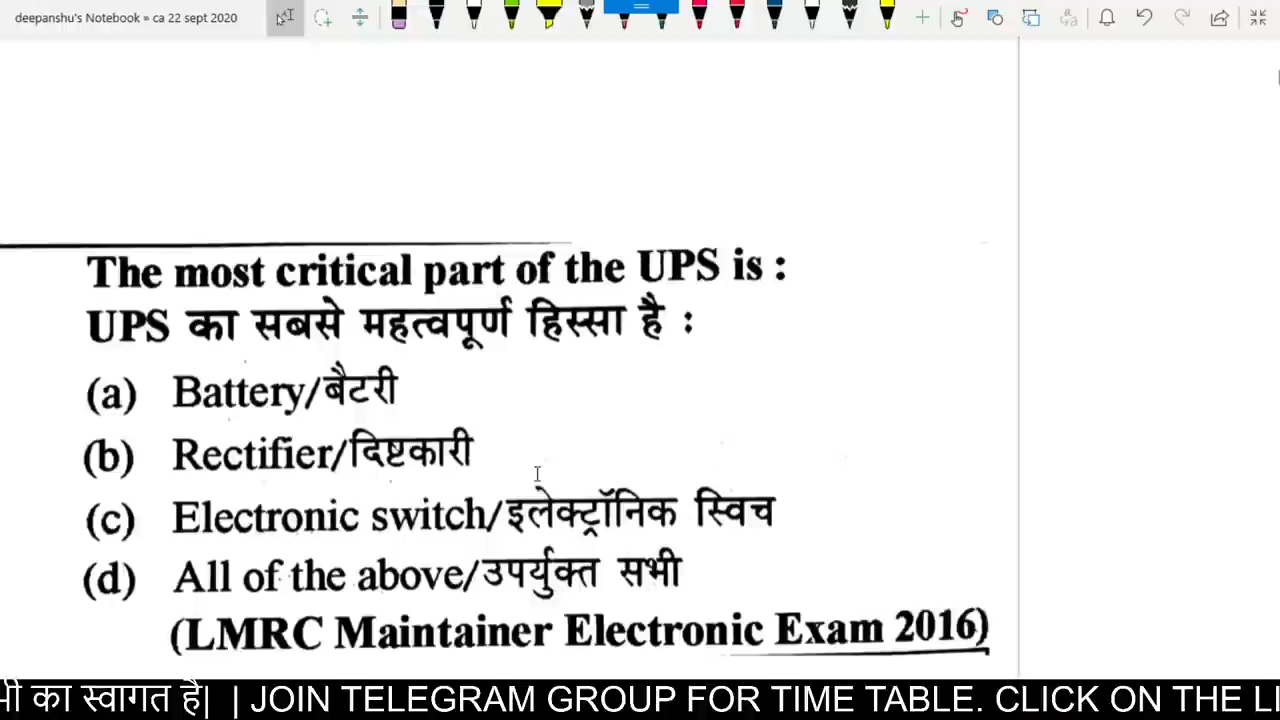 deepanshu's Notebook » ca 22 sept 2020
The most critical part of the UPS is :
UPS का सबसे महत्वपूर्ण हिस्सा है :
(a) Battery/बैटरी
(b) Rectifier/दिष्टकारी
(c) Electronic switch/इलेक्ट्रॉनिक स्विच
(d) All of the above/उपर्युक्त सभी
(LMRC Maintainer Electronic Exam 2016)
का स्वागत है| | JOIN TELEGRAM GROUP FOR TIME TABLE. CLICK ON THE